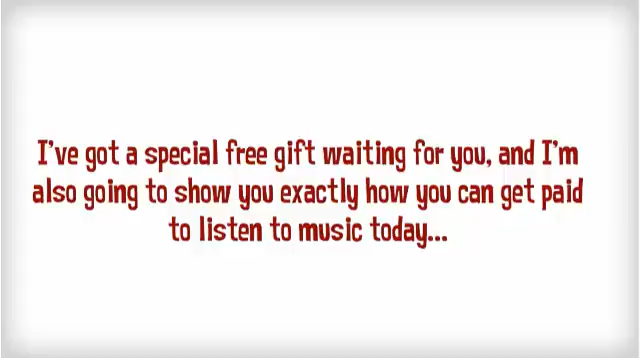 I've got a special free gift waiting for you, and I'm
also going to show you exactly how you can get paid
to listen to music today...